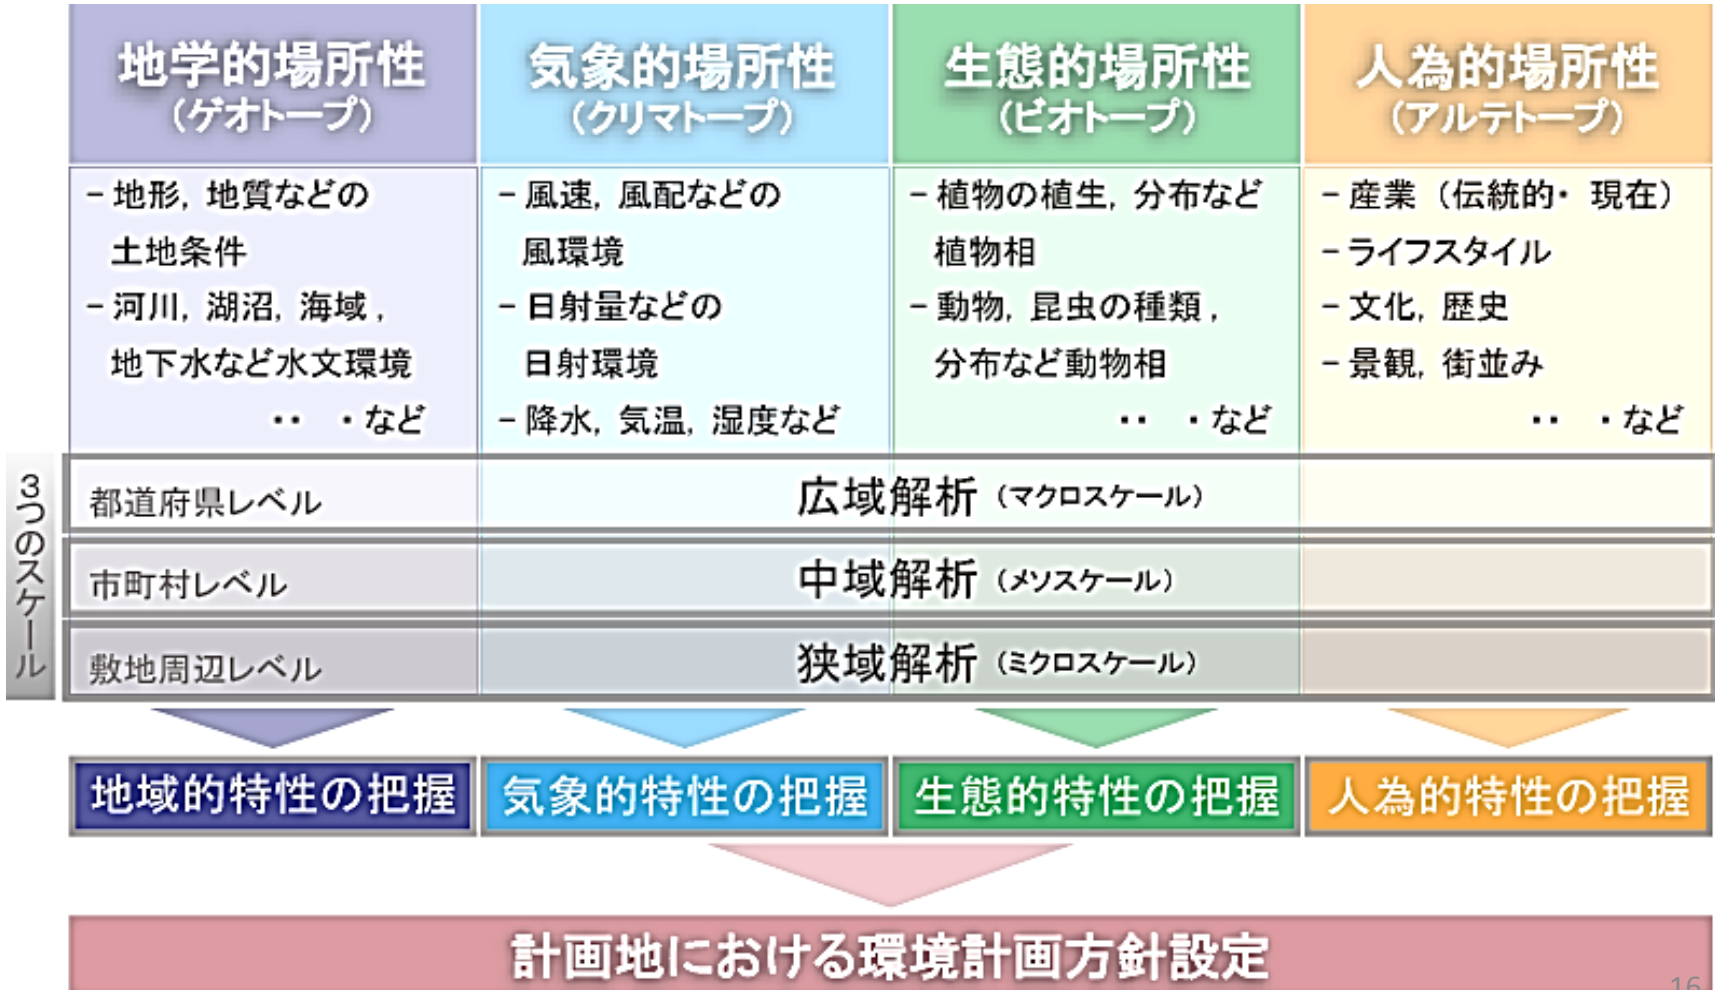 地学的場所性
(ゲオトープ)
気象的場所性
(クリマトープ)
生態的場所性
(ビオトープ)
人為的場所性
(アルテトープ)
– 地形, 地質などの
土地条件
– 河川, 湖沼, 海域,
地下水など水文環境
・・ ・など
– 風速, 風配などの
風環境
– 日射量などの
日射環境
– 降水, 気温, 湿度など
– 植物の植生, 分布など
植物相
– 動物, 昆虫の種類,
分布など動物相
・・ ・など
– 産業 (伝統的・ 現在)
– ライフスタイル
– 文化, 歴史
– 景観, 街並み
・・ ・など
3つのスケール
都道府県レベル 広域解析 (マクロスケール)
市町村レベル 中域解析 (メソスケール)
敷地周辺レベル 狭域解析 (ミクロスケール)
地域的特性の把握
気象的特性の把握
生態的特性の把握
人為的特性の把握
計画地における環境計画方針設定
16